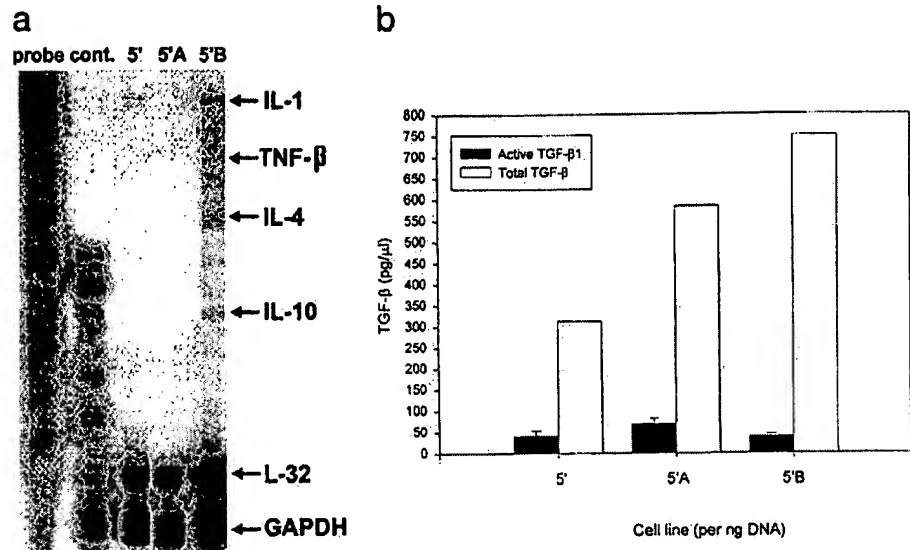 a
probe cont. 5' 5'A 5'B
IL-1
TNF-β
IL-4
IL-10
L-32
GAPDH
b
800
750
700
650
600
550
500
450
400
350
300
250
200
150
100
50
0
TGF-β (pg/µl)
Active TGF-β1
Total TGF-β
5' 5'A 5'B
Cell line (per ng DNA)